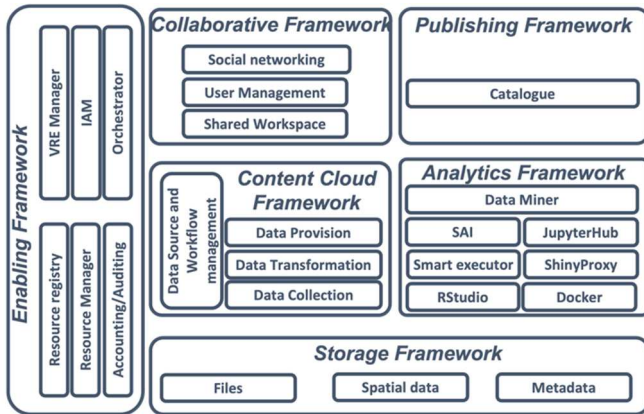 Enabling Framework
VRE Manager
IAM
Orchestrator
Resource registry
Resource Manager
Accounting/Auditing
Collaborative Framework
Social networking
User Management
Shared Workspace
Publishing Framework
Catalogue
Content Cloud
Framework
Data Source and
Workflow
management
Data Provision
Data Transformation
Data Collection
Analytics Framework
Data Miner
SAI
JupyterHub
Smart executor
ShinyProxy
RStudio
Docker
Storage Framework
Files
Spatial data
Metadata